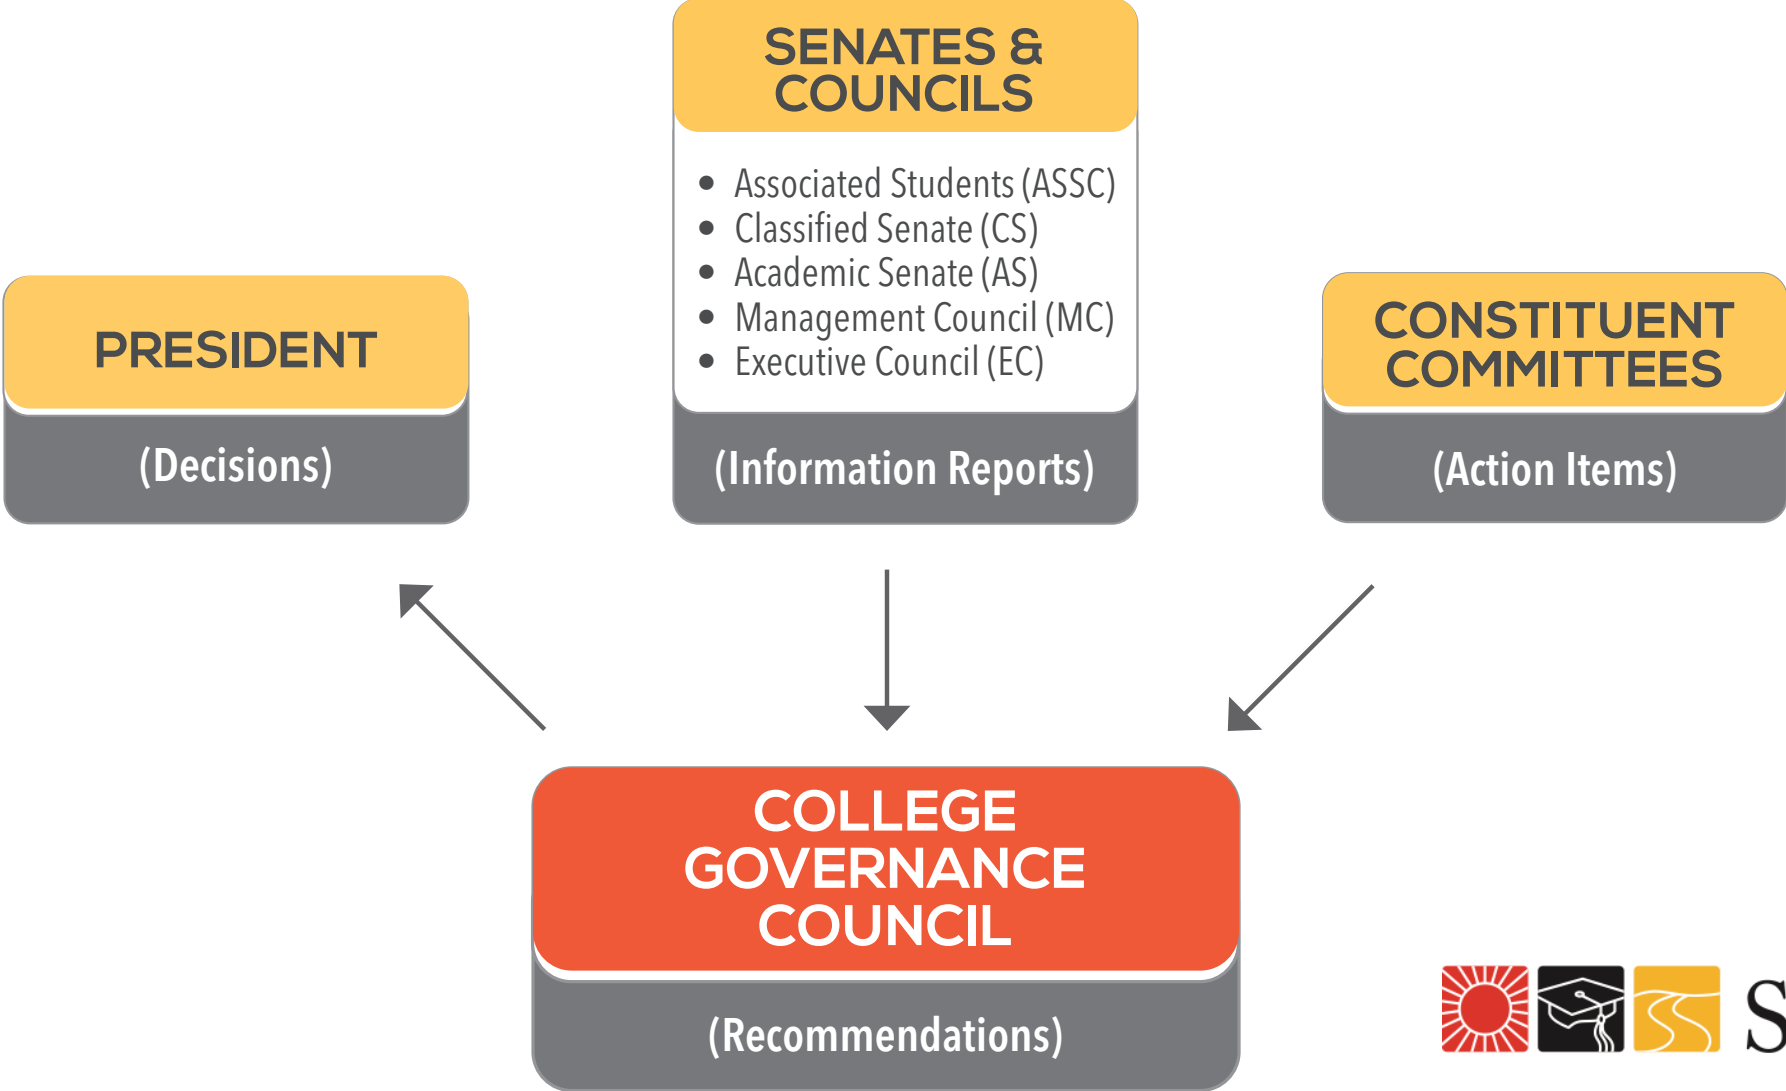 SENATES &
COUNCILS
• Associated Students (ASSC)
• Classified Senate (CS)
• Academic Senate (AS)
• Management Council (MC)
• Executive Council (EC)
(Information Reports)
PRESIDENT
(Decisions)
CONSTITUENT
COMMITTEES
(Action Items)
COLLEGE
GOVERNANCE
COUNCIL
(Recommendations)
S